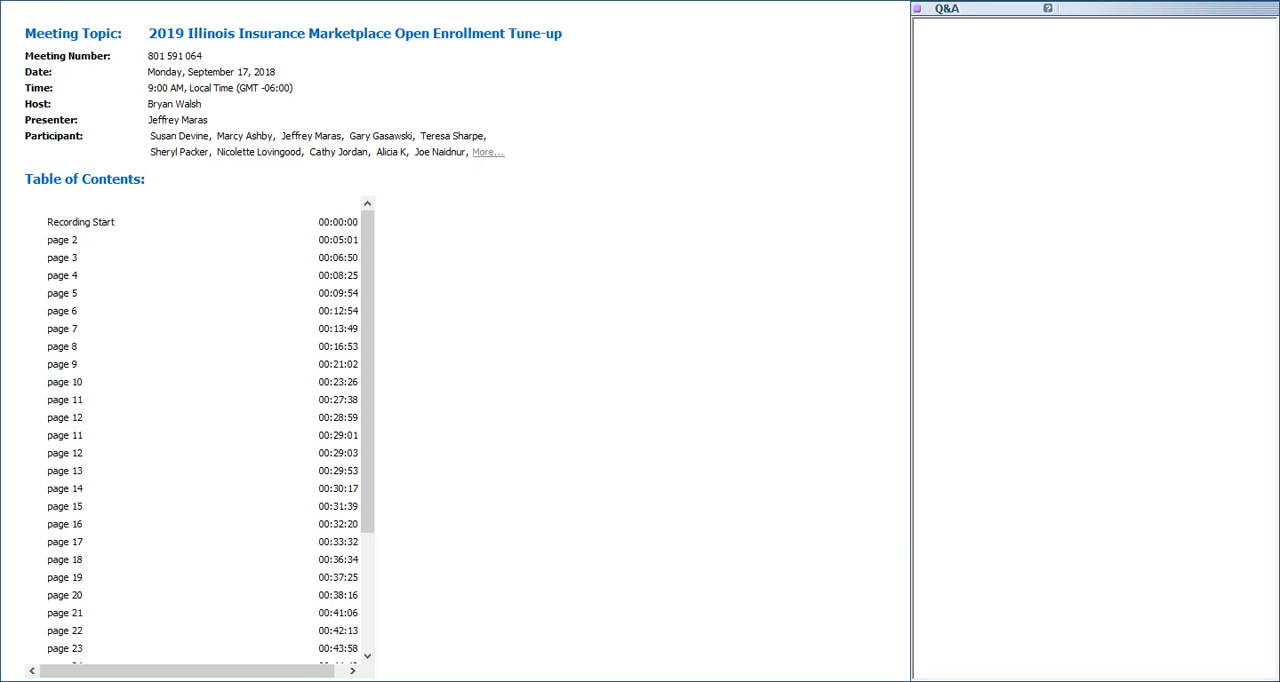 Meeting Topic: 2019 Illinois Insurance Marketplace Open Enrollment Tune-up
Meeting Number: 801 591 064
Date: Monday, September 17, 2018
Time: 9:00 AM, Local Time (GMT -06:00)
Host: Bryan Walsh
Presenter: Jeffrey Maras
Participant: Susan Devine, Marcy Ashby, Jeffrey Maras, Gary Gasawski, Teresa Sharpe,
Sheryl Packer, Nicolette Lovingood, Cathy Jordan, Alicia K, Joe Naidnur, More...
Table of Contents:
Recording Start 00:00:00
page 2 00:05:01
page 3 00:06:50
page 4 00:08:25
page 5 00:09:54
page 6 00:12:54
page 7 00:13:49
page 8 00:16:53
page 9 00:21:02
page 10 00:23:26
page 11 00:27:38
page 12 00:28:59
page 11 00:29:01
page 12 00:29:03
page 13 00:29:53
page 14 00:30:17
page 15 00:31:39
page 16 00:32:20
page 17 00:33:32
page 18 00:36:34
page 19 00:37:25
page 20 00:38:16
page 21 00:41:06
page 22 00:42:13
page 23 00:43:58
Q&A ?